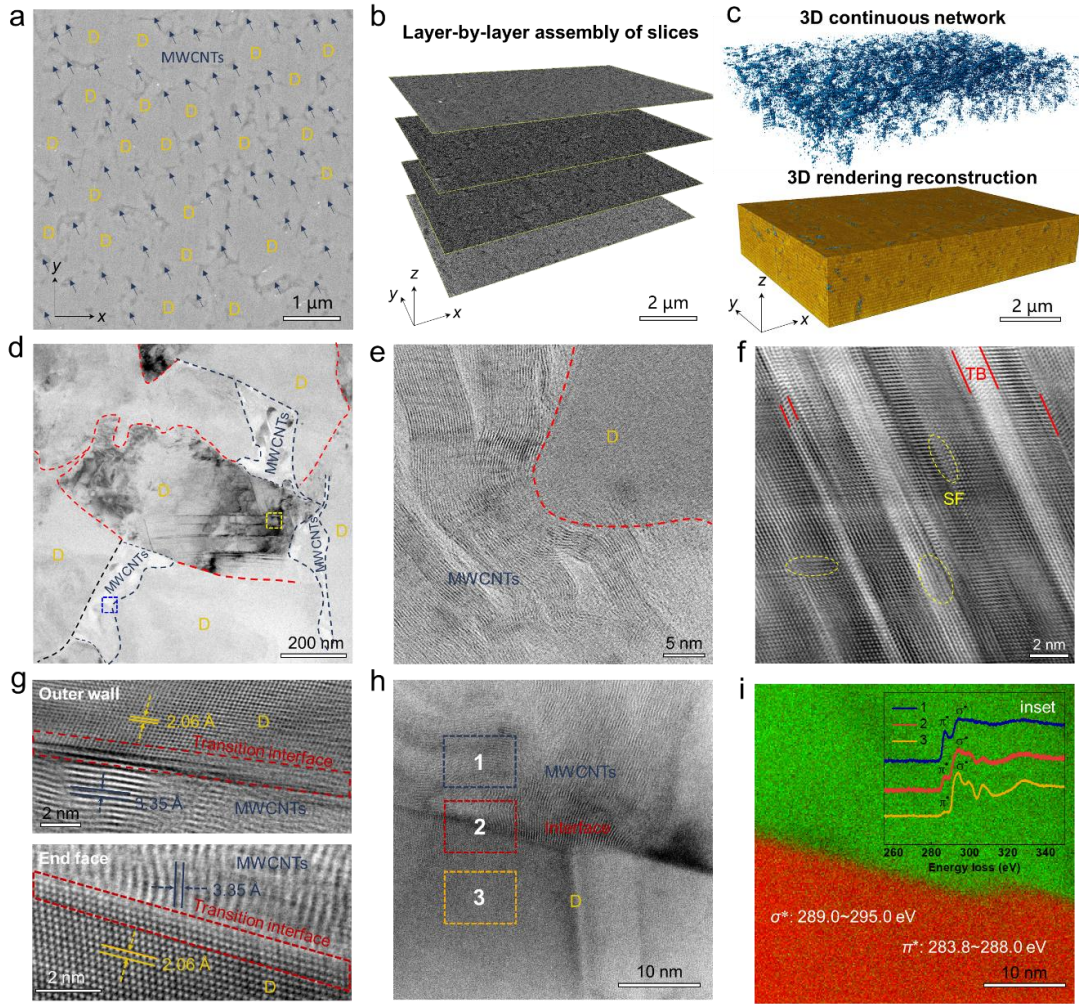 a
D D D D
MWCNTs
D D
D D D
D D D D D D
D D
D D
D D D
D D
y
x
1 μm
b
Layer-by-layer assembly of slices
z
y
x
2 μm
c
3D continuous network
3D rendering reconstruction
z
y
x
2 μm
d
D
MWCNTs
D
MWCNTs
D
D
MWCNTs
D
200 nm
e
D
MWCNTs
5 nm
f
TB
SF
2 nm
g
Outer wall
2.06 Å
D
Transition interface
3.35 Å
MWCNTs
2 nm
End face
MWCNTs
3.35 Å
Transition interface
2.06 Å
2 nm
D
h
1
MWCNTs
2
Interface
3
D
10 nm
i
inset
1
2
3
π* σ*
π* σ*
π*
260 280 300 320 340
Energy loss (eV)
σ*: 289.0~295.0 eV
π*: 283.8~288.0 eV
10 nm